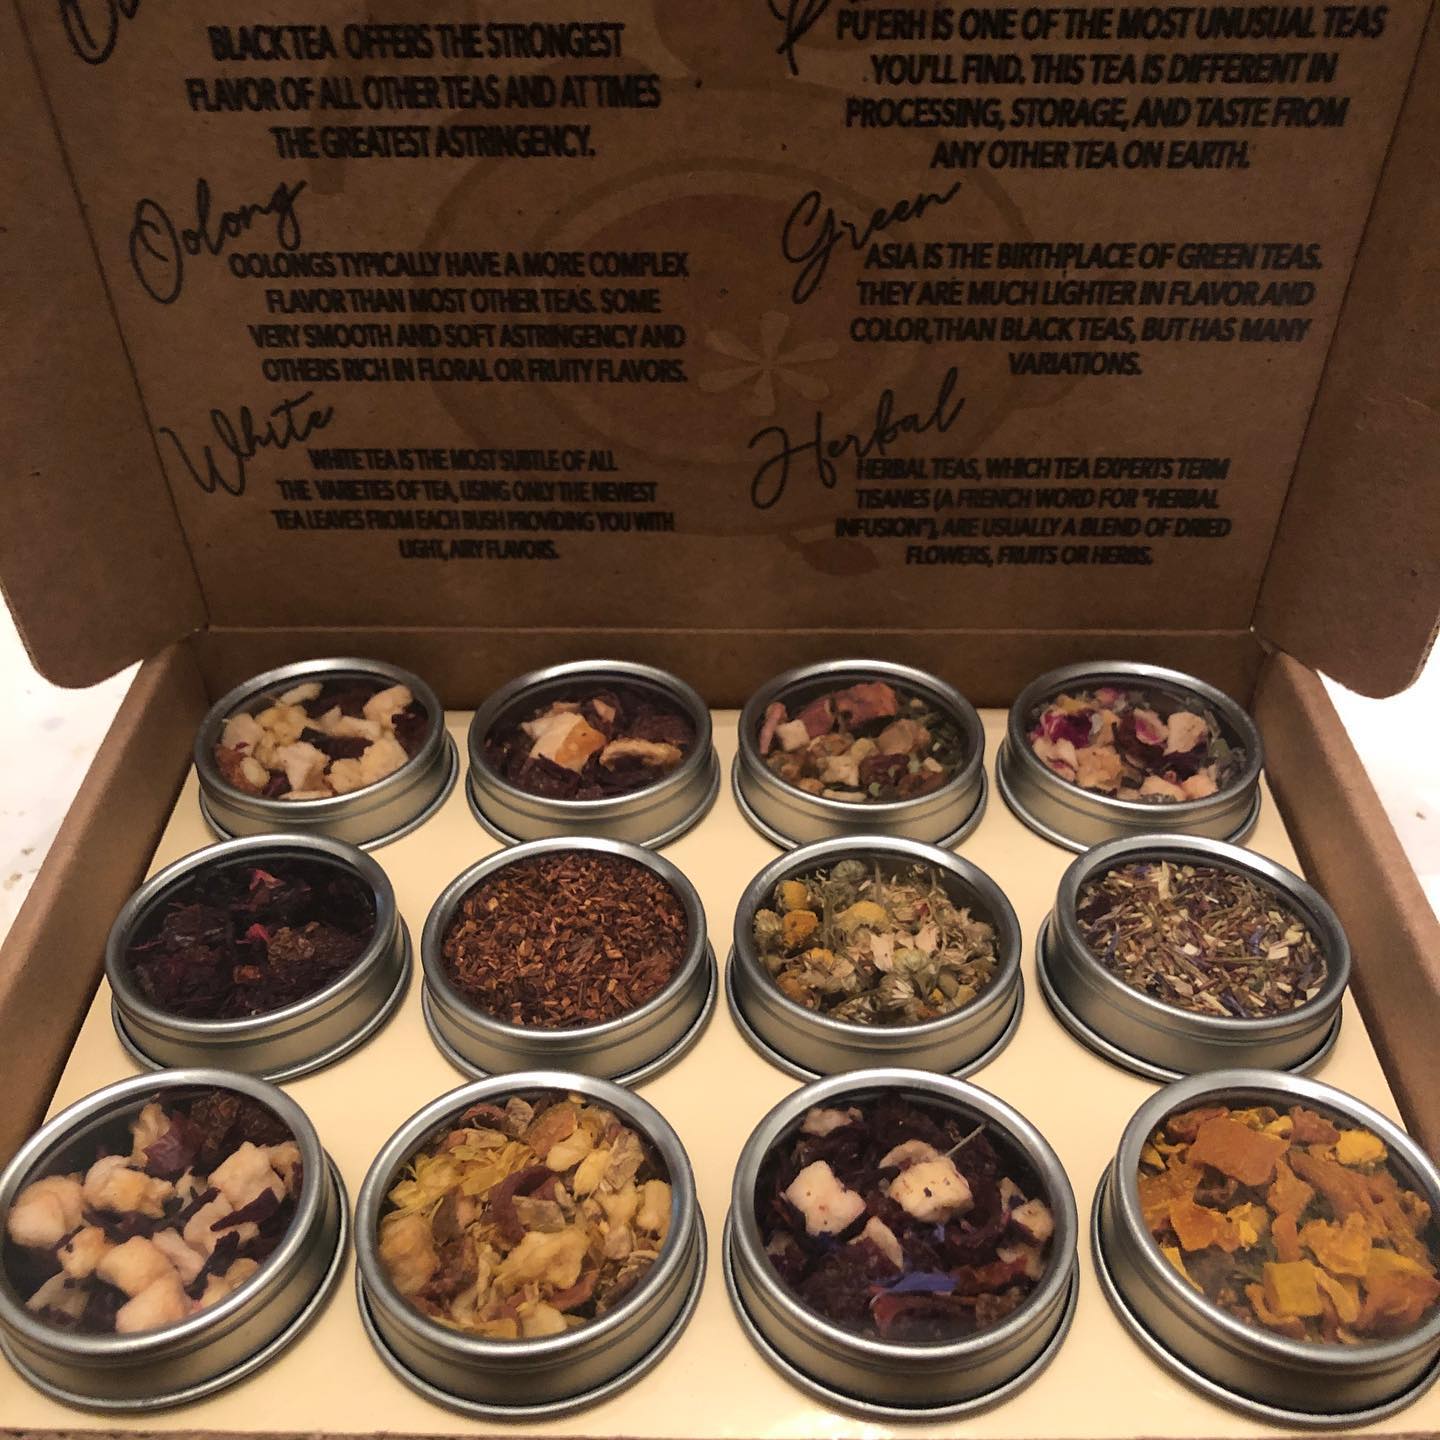 BLACK TEA OFFERS THE STRONGEST
FLAVOR OF ALL OTHER TEAS AND AT TIMES
THE GREATEST ASTRINGENCY.
PU'ERH IS ONE OF THE MOST UNUSUAL TEAS
YOU'LL FIND. THIS TEA IS DIFFERENT IN
PROCESSING, STORAGE, AND TASTE FROM
ANY OTHER TEA ON EARTH.
Oolong
OOLONGS TYPICALLY HAVE A MORE COMPLEX
FLAVOR THAN MOST OTHER TEAS. SOME
VERY SMOOTH AND SOFT ASTRINGENCY AND
OTHERS RICH IN FLORAL OR FRUITY FLAVORS.
Green
ASIA IS THE BIRTHPLACE OF GREEN TEAS.
THEY ARE MUCH LIGHTER IN FLAVOR AND
COLOR,THAN BLACK TEAS, BUT HAS MANY
VARIATIONS.
White
WHITE TEA IS THE MOST SUBTLE OF ALL
THE VARIETIES OF TEA, USING ONLY THE NEWEST
TEA LEAVES FROM EACH BUSH PROVIDING YOU WITH
LIGHT, AIRY FLAVORS.
Herbal
HERBAL TEAS, WHICH TEA EXPERTS TERM
TISANES (A FRENCH WORD FOR "HERBAL
INFUSION"), ARE USUALLY A BLEND OF DRIED
FLOWERS, FRUITS OR HERBS.